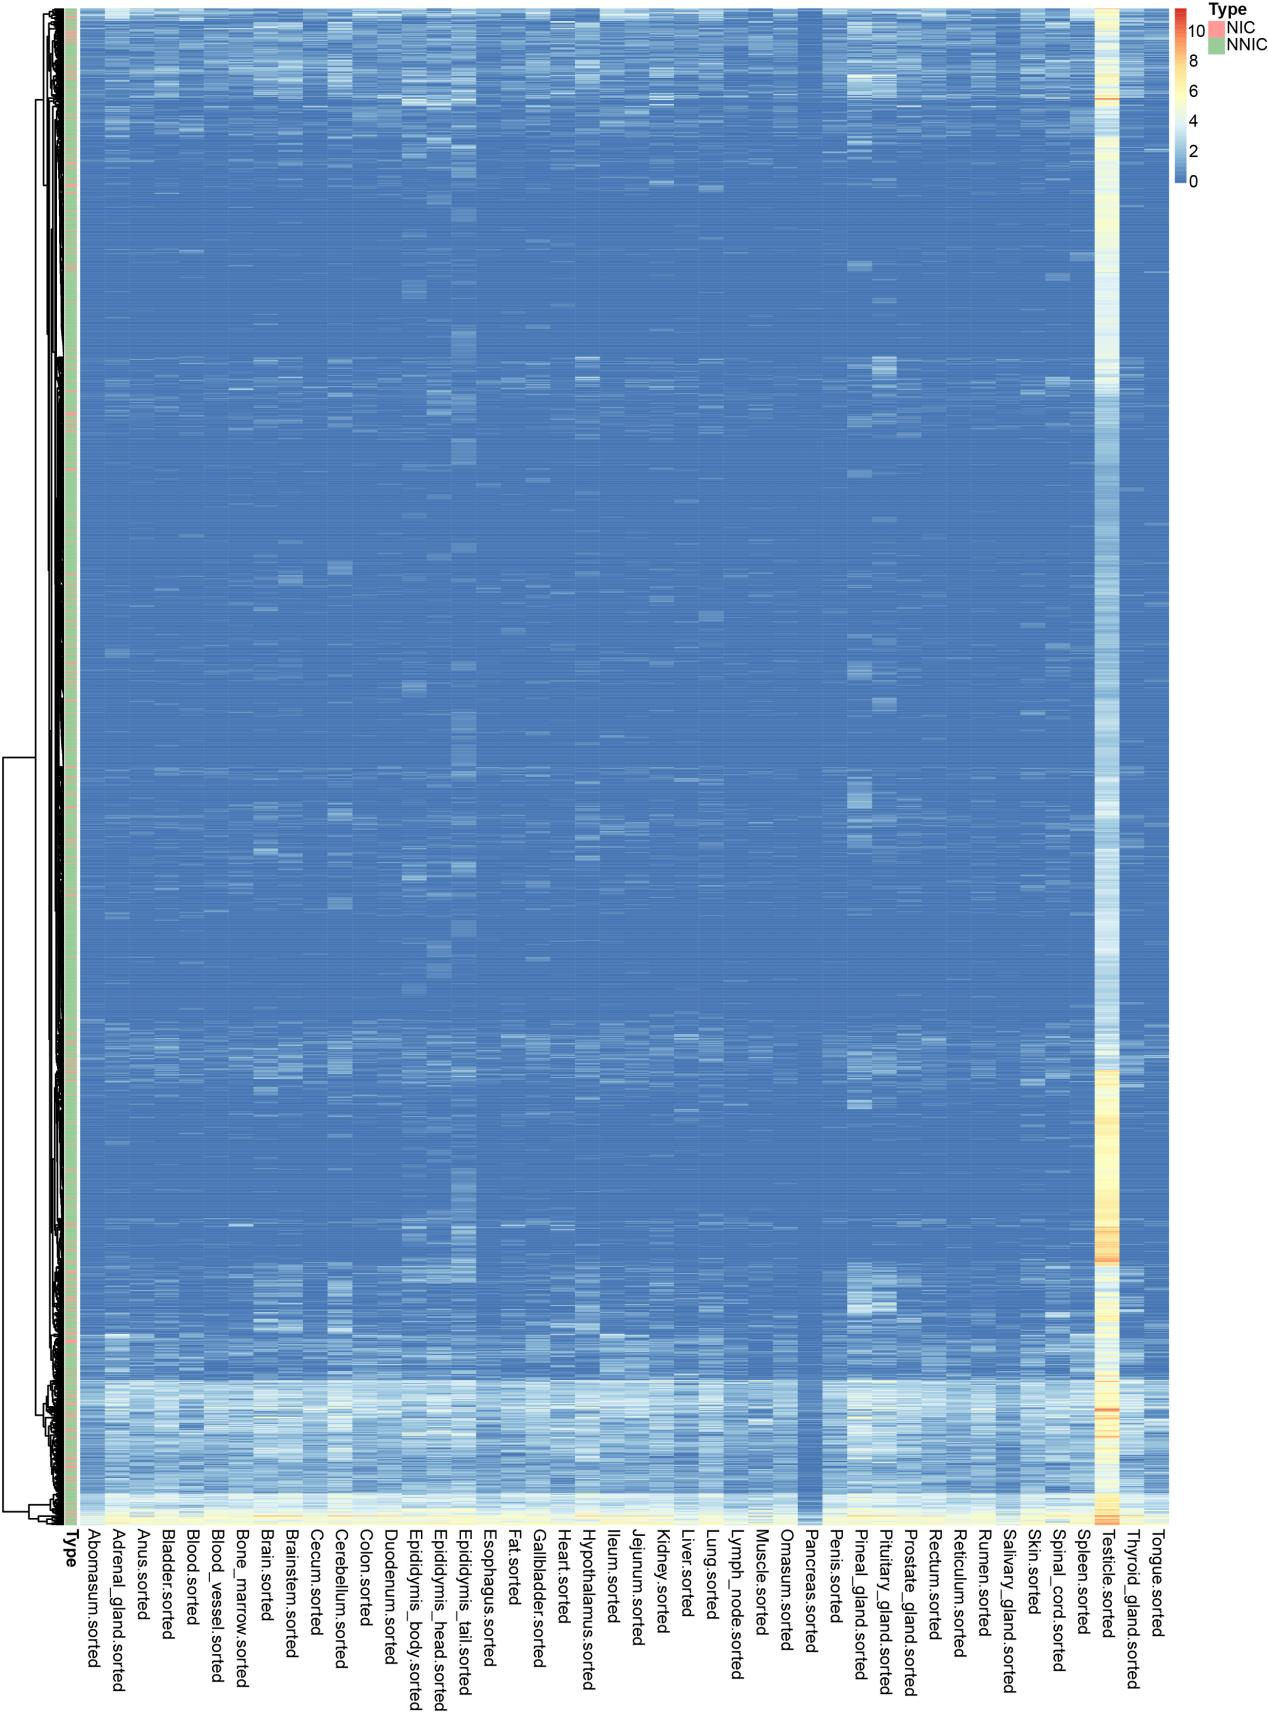 Type
NIC
NNIC
10
8
6
4
2
0
Type
Abomasum.sorted
Adrenal_gland.sorted
Anus.sorted
Bladder.sorted
Blood.sorted
Blood_vessel.sorted
Bone_marrow.sorted
Brain.sorted
Brainstem.sorted
Cecum.sorted
Cerebellum.sorted
Colon.sorted
Duodenum.sorted
Epididymis_body.sorted
Epididymis_head.sorted
Epididymis_tail.sorted
Esophagus.sorted
Fat.sorted
Gallbladder.sorted
Heart.sorted
Hypothalamus.sorted
Ileum.sorted
Jejunum.sorted
Kidney.sorted
Liver.sorted
Lung.sorted
Lymph_node.sorted
Muscle.sorted
Omasum.sorted
Pancreas.sorted
Penis.sorted
Pineal_gland.sorted
Pituitary_gland.sorted
Prostate_gland.sorted
Rectum.sorted
Reticulum.sorted
Rumen.sorted
Salivary_gland.sorted
Skin.sorted
Spinal_cord.sorted
Spleen.sorted
Testicle.sorted
Thyroid_gland.sorted
Tongue.sorted